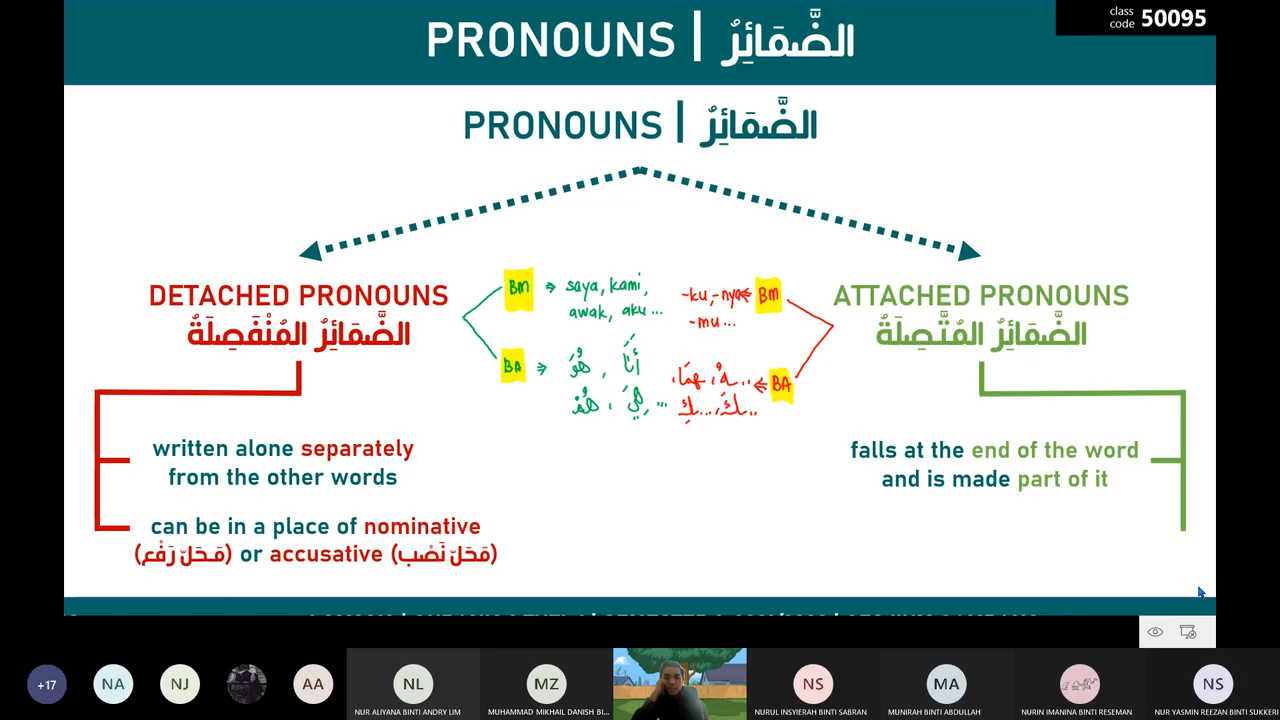 class
code 50095
PRONOUNS | الضَّمَائِرُ
PRONOUNS | الضَّمَائِرُ
DETACHED PRONOUNS
الضَّمَائِرُ المُنْفَصِلَةُ
BM ⇒ saya, kami,
awak, aku ...
BA ⇒ أَنَا , هُوَ
هِيَ , هُمْ ...
-ku, -nya ⇐ BM
-mu ...
ـهُ, ـهُمَا, .. ⇐ BA
ـكَ, ... ـكِ ..
ATTACHED PRONOUNS
الضَّمَائِرُ المُتَّصِلَةُ
written alone separately
from the other words
can be in a place of nominative
(مَحَلّ رَفْع) or accusative (مَحَلّ نَصْب)
falls at the end of the word
and is made part of it
+17
NA
NJ
AA
NL
NUR ALIYANA BINTI ANDRY LIM
MZ
MUHAMMAD MIKHAIL DANISH BI...
NS
NURUL INSYIERAH BINTI SABRAN
MA
MUNIRAH BINTI ABDULLAH
NURIN IMANINA BINTI RESEMAN
NS
NUR YASMIN REEZAN BINTI SUKKERI